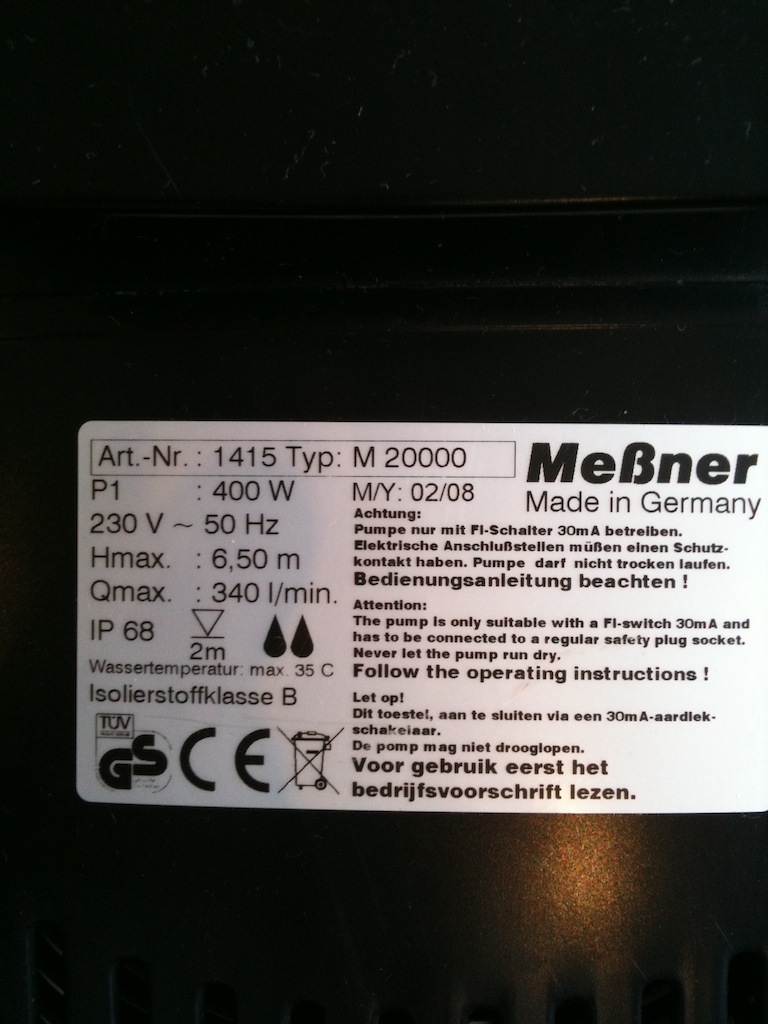 Art.-Nr. : 1415 Typ: M 20000
Meßner
Made in Germany
P1 : 400 W
230 V ~ 50 Hz
Hmax. : 6,50 m
Qmax. : 340 l/min.
IP 68
2m
Wassertemperatur: max. 35 C
Isolierstoffklasse B
TÜV
GS
CE
M/Y: 02/08
Achtung:
Pumpe nur mit FI-Schalter 30mA betreiben.
Elektrische Anschlußstellen müßen einen Schutz-
kontakt haben. Pumpe darf nicht trocken laufen.
Bedienungsanleitung beachten !
Attention:
The pump is only suitable with a FI-switch 30mA and
has to be connected to a regular safety plug socket.
Never let the pump run dry.
Follow the operating instructions !
Let op!
Dit toestel, aan te sluiten via een 30mA-aardlek-
schakelaar.
De pomp mag niet drooglopen.
Voor gebruik eerst het
bedrijfsvoorschrift lezen.